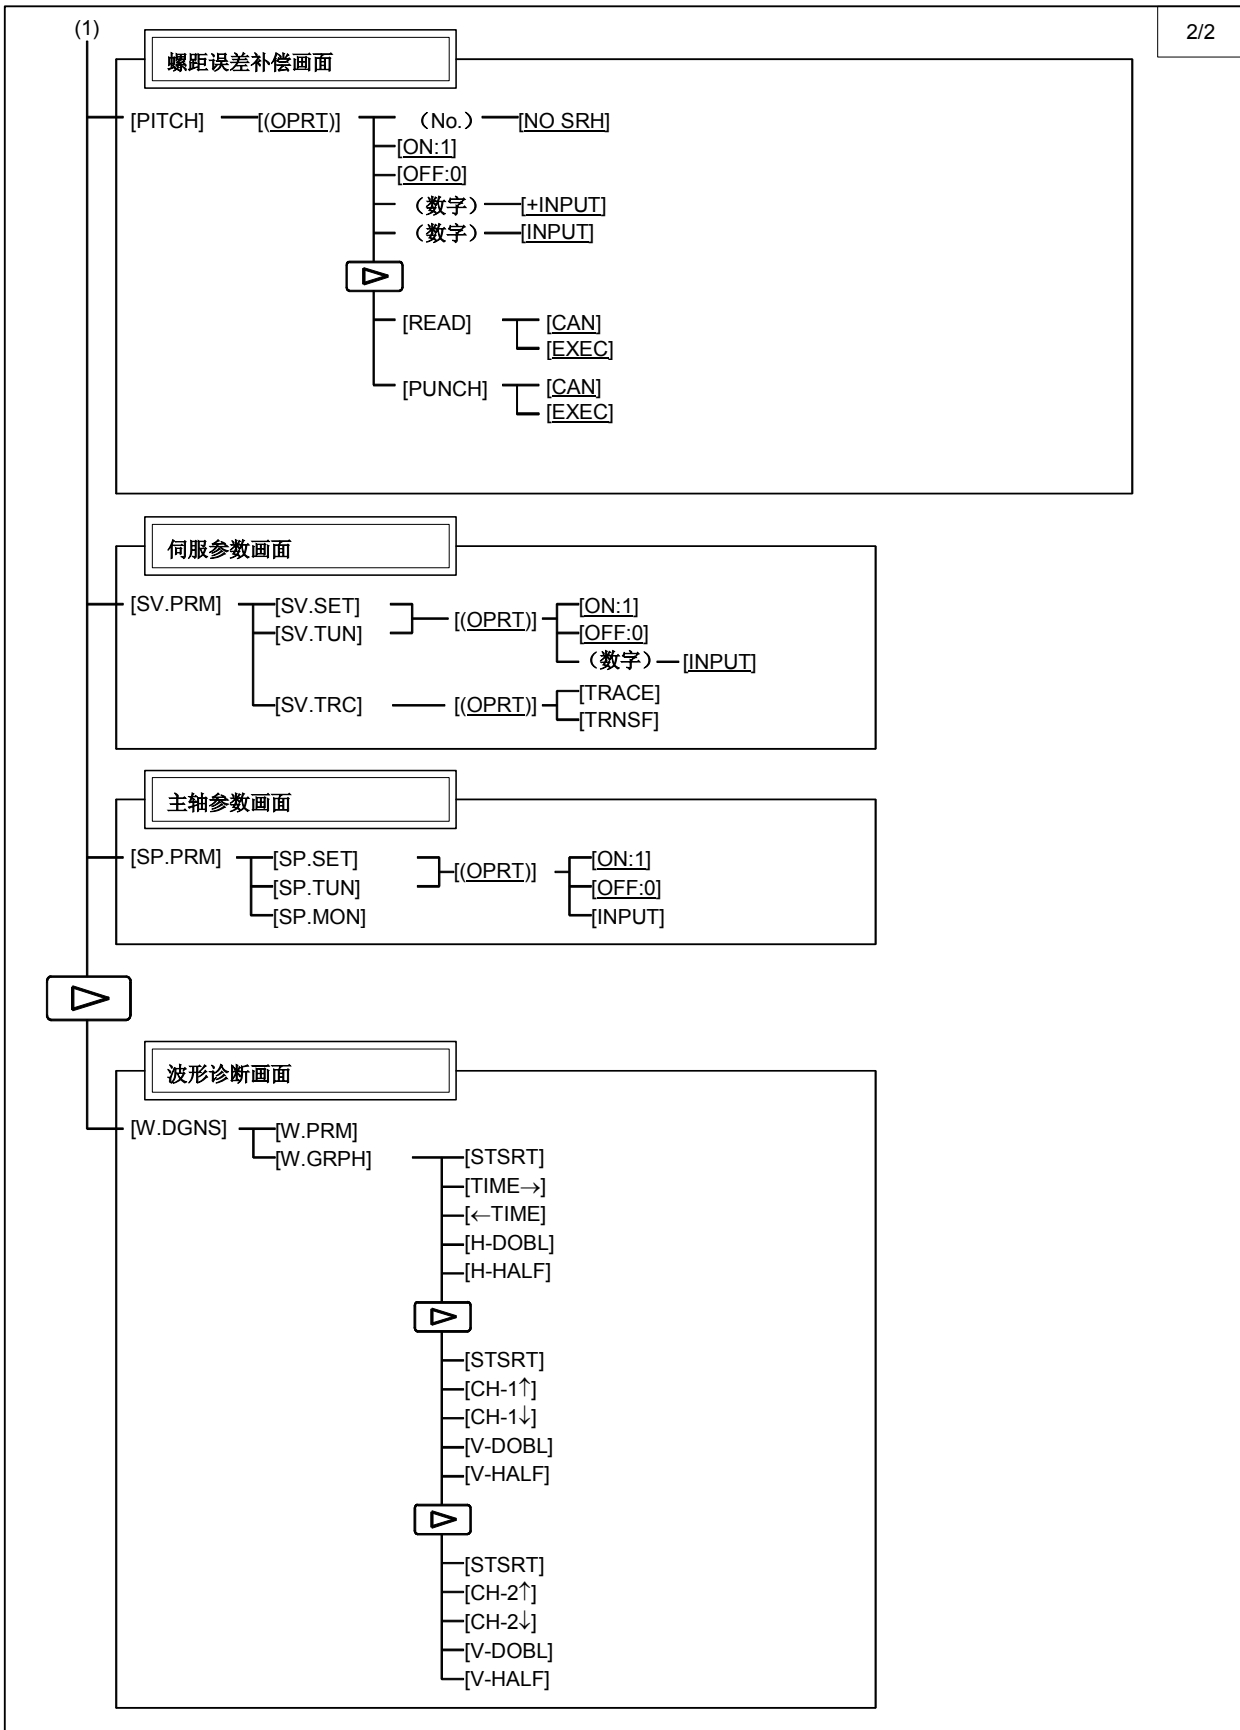 (1)
2/2
螺距误差补偿画面
[PITCH] [(OPRT)] (No.) [NO SRH]
[ON:1]
[OFF:0]
(数字) [+INPUT]
(数字) [INPUT]
[READ] [CAN]
[EXEC]
[PUNCH] [CAN]
[EXEC]
伺服参数画面
[SV.PRM] [SV.SET] [(OPRT)] [ON:1]
[SV.TUN] [OFF:0]
(数字) [INPUT]
[SV.TRC] [(OPRT)] [TRACE]
[TRNSF]
主轴参数画面
[SP.PRM] [SP.SET] [(OPRT)] [ON:1]
[SP.TUN] [OFF:0]
[SP.MON] [INPUT]
波形诊断画面
[W.DGNS] [W.PRM]
[W.GRPH] [STSRT]
[TIME→]
[←TIME]
[H-DOBL]
[H-HALF]
[STSRT]
[CH-1↑]
[CH-1↓]
[V-DOBL]
[V-HALF]
[STSRT]
[CH-2↑]
[CH-2↓]
[V-DOBL]
[V-HALF]